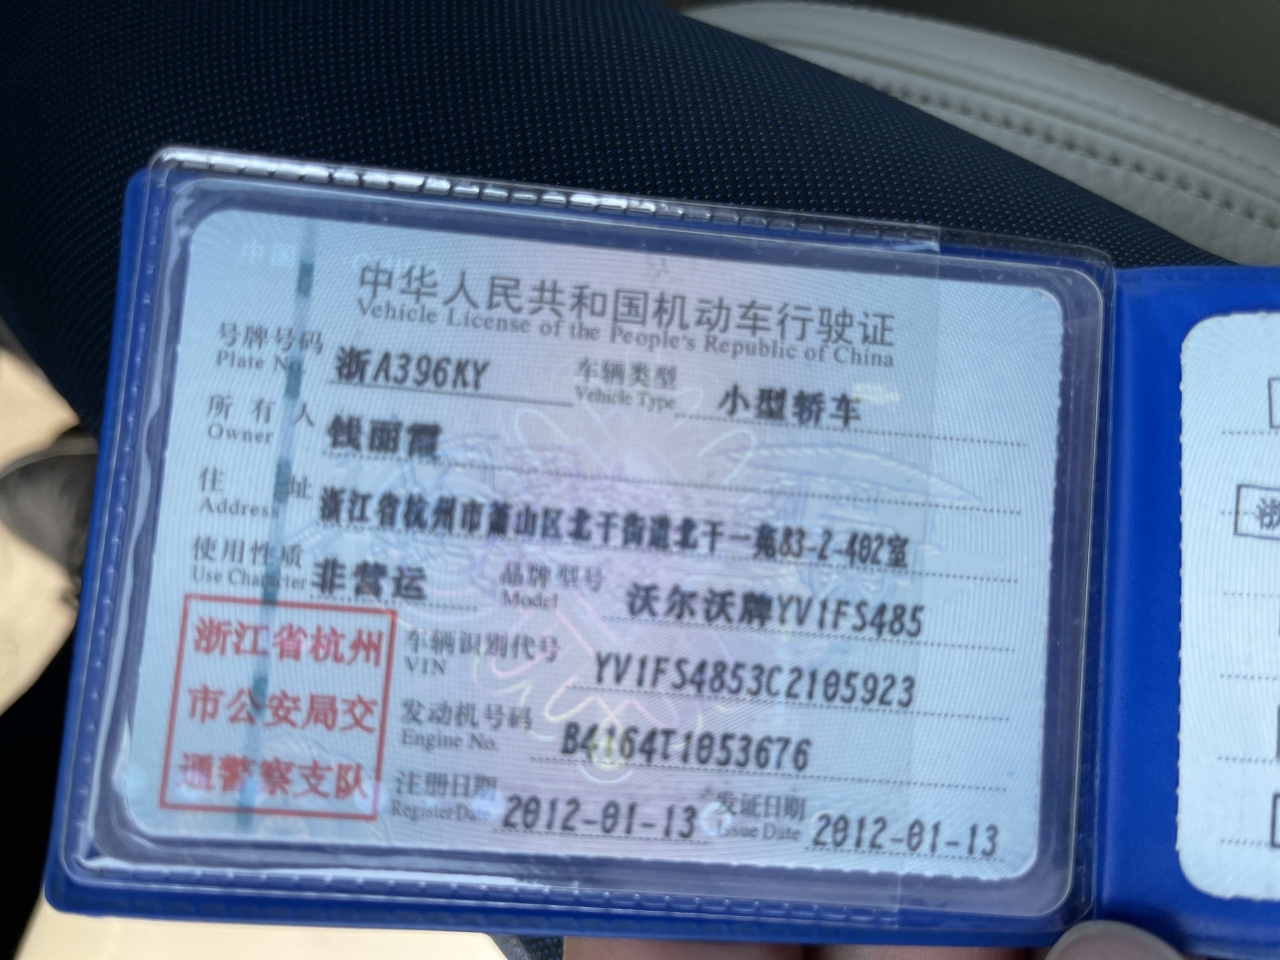 中华人民共和国机动车行驶证
Vehicle License of the People's Republic of China
号牌号码 浙A396KY 车辆类型 小型轿车
Plate No. Vehicle Type
所有人 钱丽霞
Owner
住址 浙江省杭州市萧山区北干街道北干一苑83-2-402室
Address
使用性质 非营运 品牌型号 沃尔沃牌YV1FS485
Use Character Model
浙江省杭州
市公安局交
通警察支队
车辆识别代号 YV1FS4853C2105923
VIN
发动机号码 B4164T1053676
Engine No.
注册日期 2012-01-13 发证日期 2012-01-13
Register Date Issue Date
浙